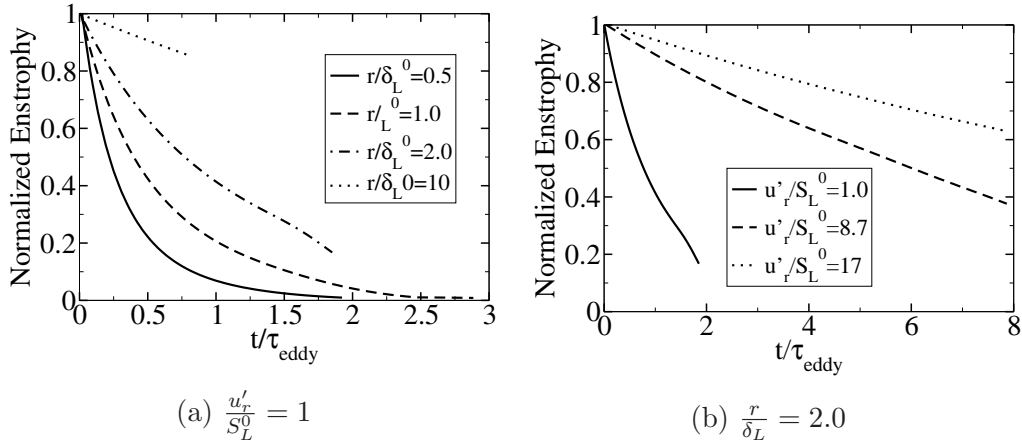 1
0.8
0.6
0.4
0.2
0
Normalized Enstrophy
r/δ_L^0=0.5
r/_L^0=1.0
r/δ_L^0=2.0
r/δ_L0=10
0 0.5 1 1.5 2 2.5 3
t/τ_eddy
(a) u'_r/S_L^0 = 1
1
0.8
0.6
0.4
0.2
Normalized Enstrophy
u'_r/S_L^0=1.0
u'_r/S_L^0=8.7
u'_r/S_L^0=17
0 2 4 6 8
t/τ_eddy
(b) r/δ_L = 2.0